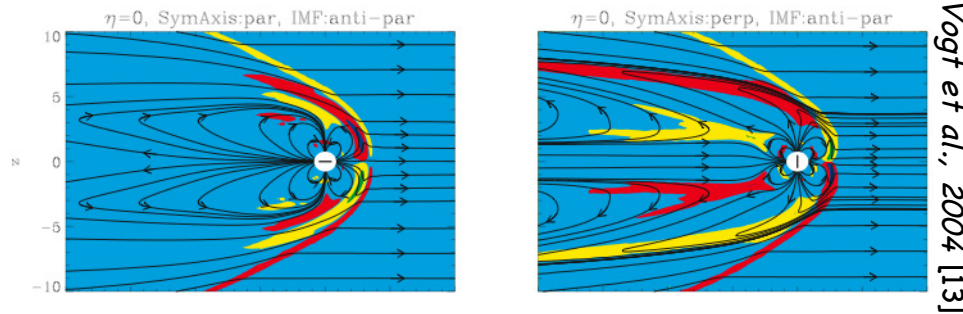 η=0, SymAxis:par, IMF:anti-par
η=0, SymAxis:perp, IMF:anti-par
10
5
z
0
−5
−10
Vogt et al., 2004 [13]